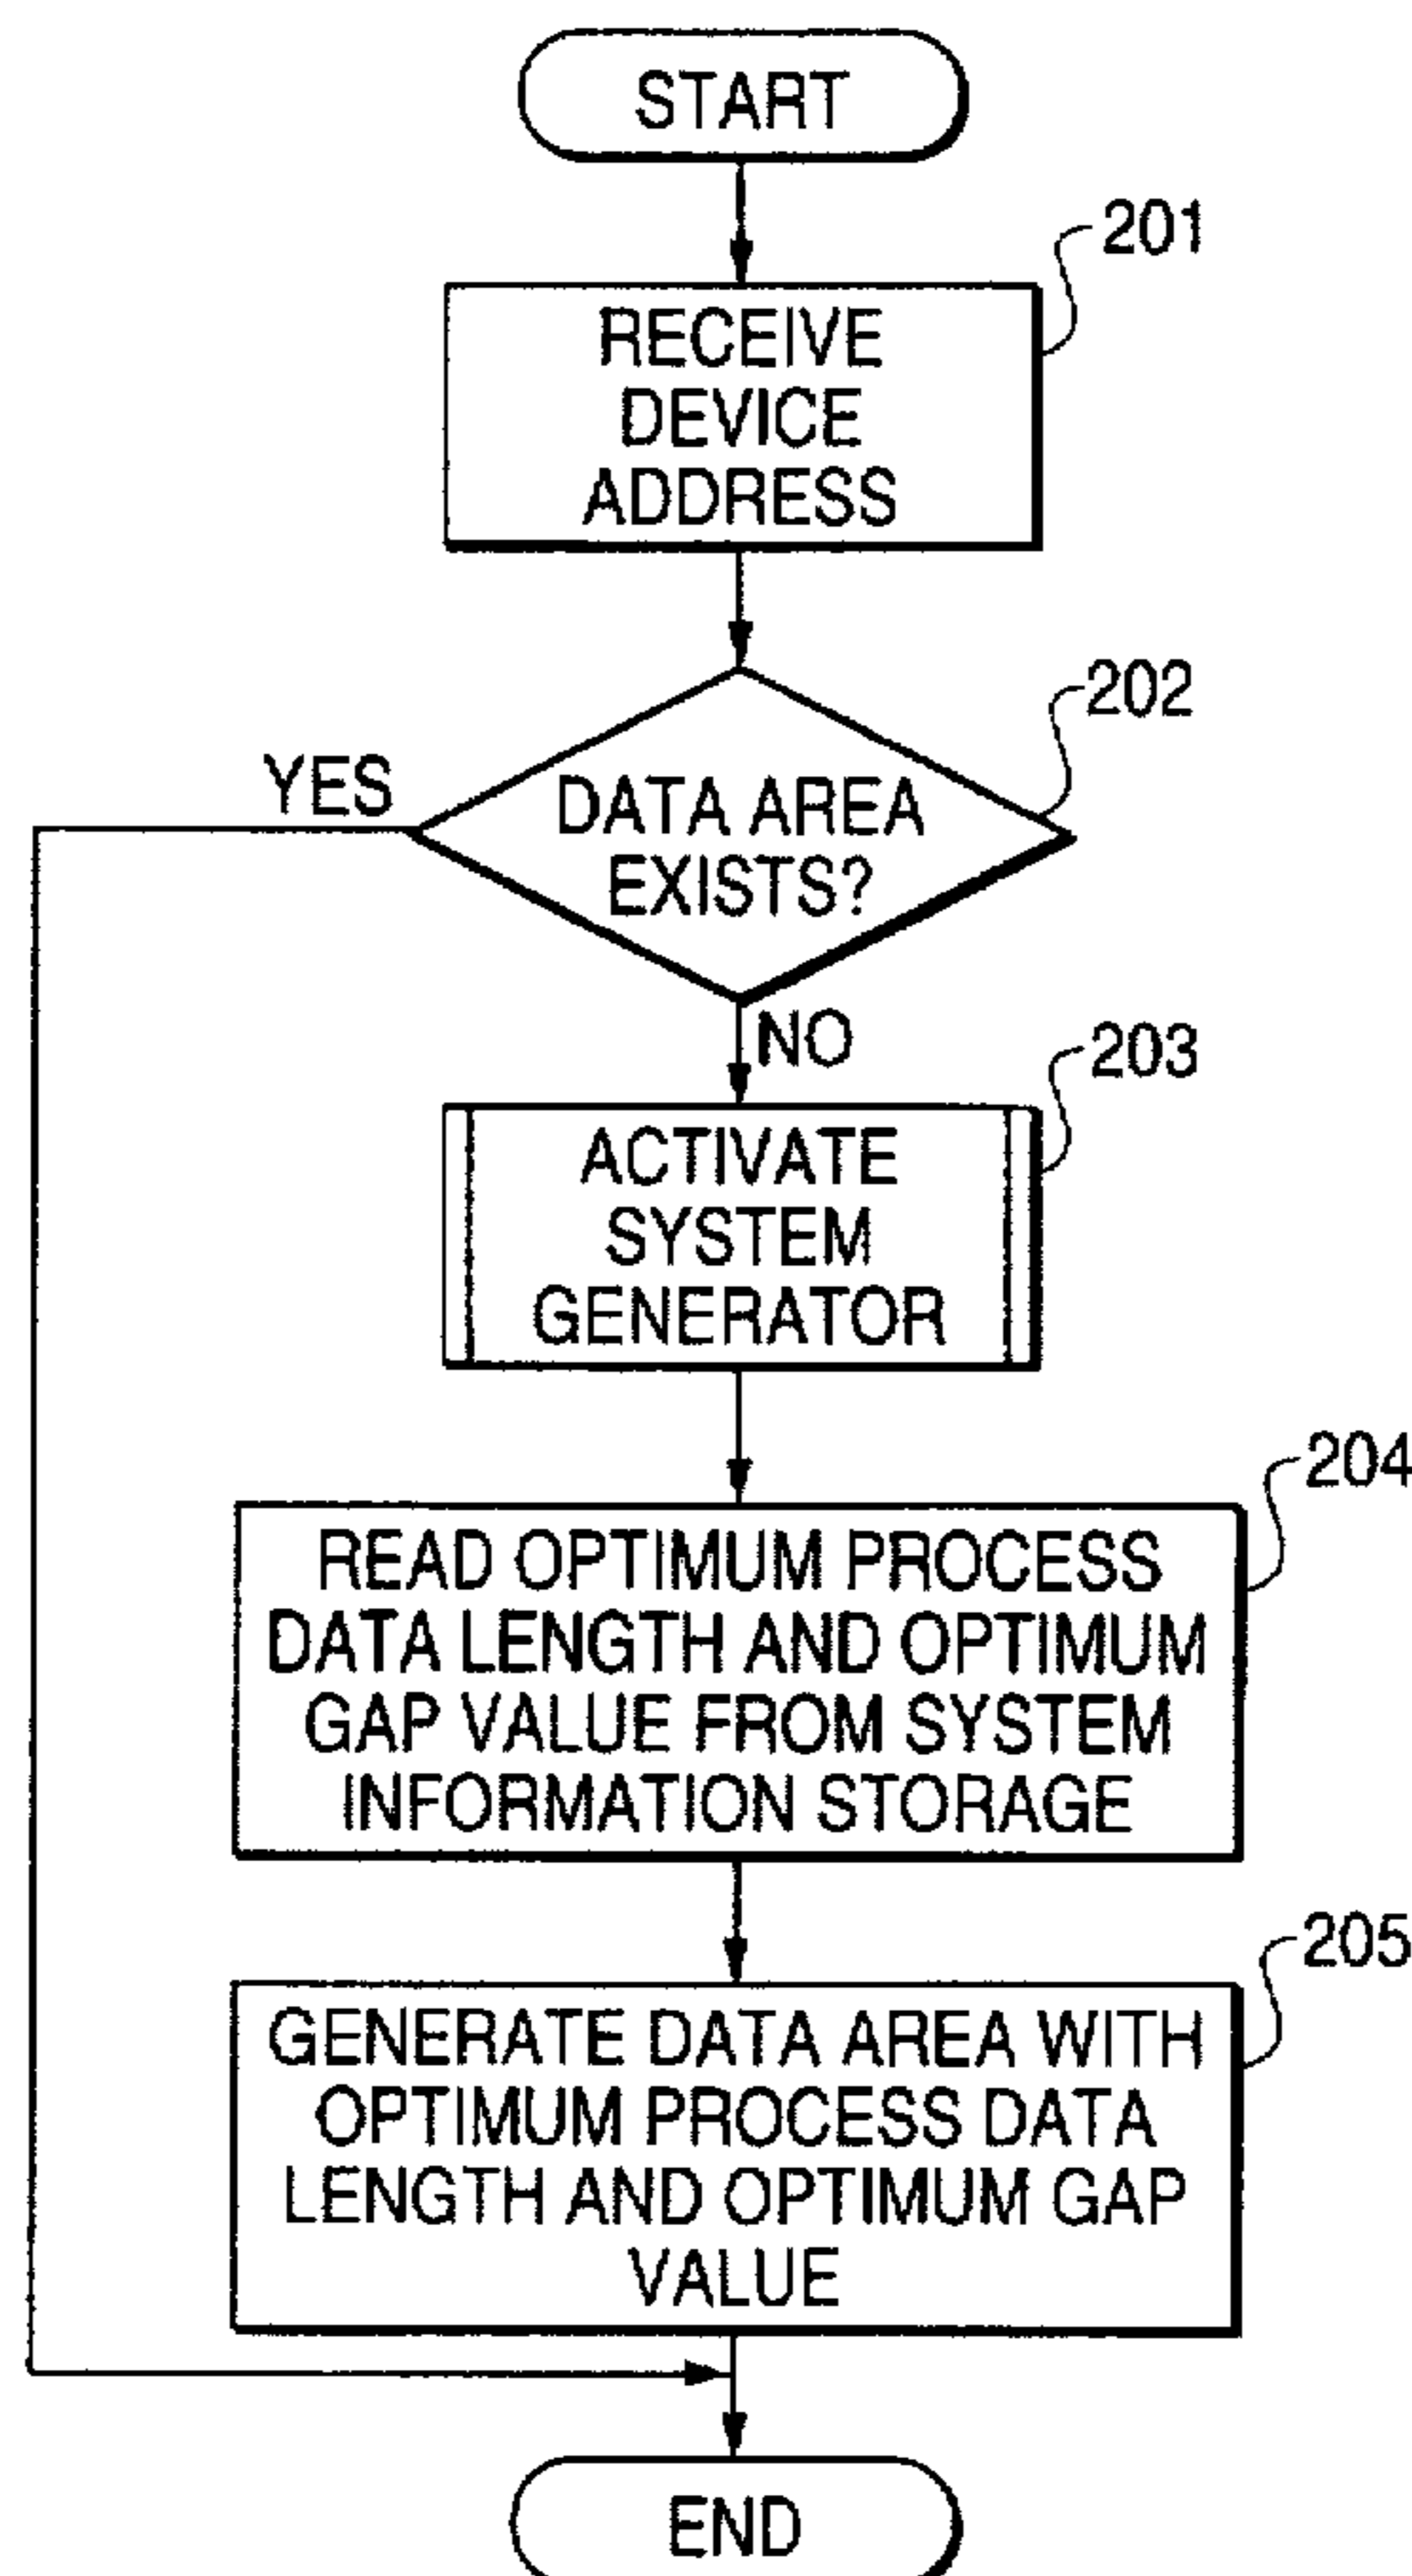 START
201
RECEIVE
DEVICE
ADDRESS
202
YES
DATA AREA
EXISTS?
NO
203
ACTIVATE
SYSTEM
GENERATOR
204
READ OPTIMUM PROCESS
DATA LENGTH AND OPTIMUM
GAP VALUE FROM SYSTEM
INFORMATION STORAGE
205
GENERATE DATA AREA WITH
OPTIMUM PROCESS DATA
LENGTH AND OPTIMUM GAP
VALUE
END